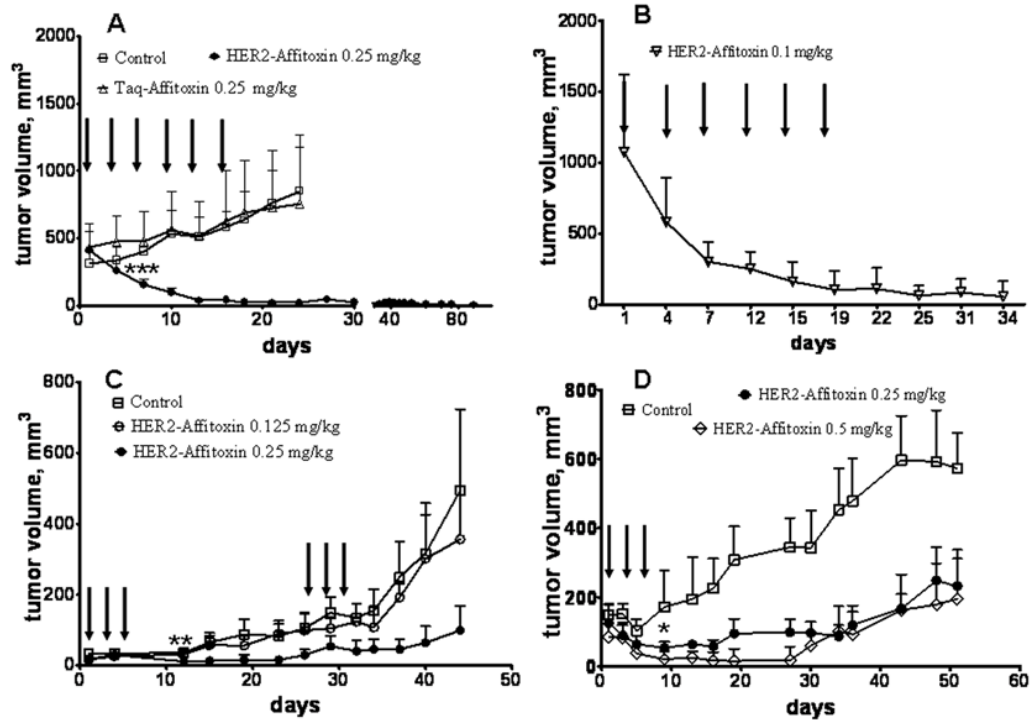 A
2000
1500
1000
500
0
Control
HER2-Affitoxin 0.25 mg/kg
Taq-Affitoxin 0.25 mg/kg
***
tumor volume, mm3
0 10 20 30 40 80
days
B
2000
1000
500
0
HER2-Affitoxin 0.1 mg/kg
tumor volume, mm3
1 4 7 12 15 19 22 25 31 34
days
C
800
600
400
200
0
Control
HER2-Affitoxin 0.125 mg/kg
HER2-Affitoxin 0.25 mg/kg
**
tumor volume, mm3
0 10 20 30 40 50
days
D
800
600
400
200
0
HER2-Affitoxin 0.25 mg/kg
Control
HER2-Affitoxin 0.5 mg/kg
*
tumor volume, mm3
0 10 20 30 40 50 60
days